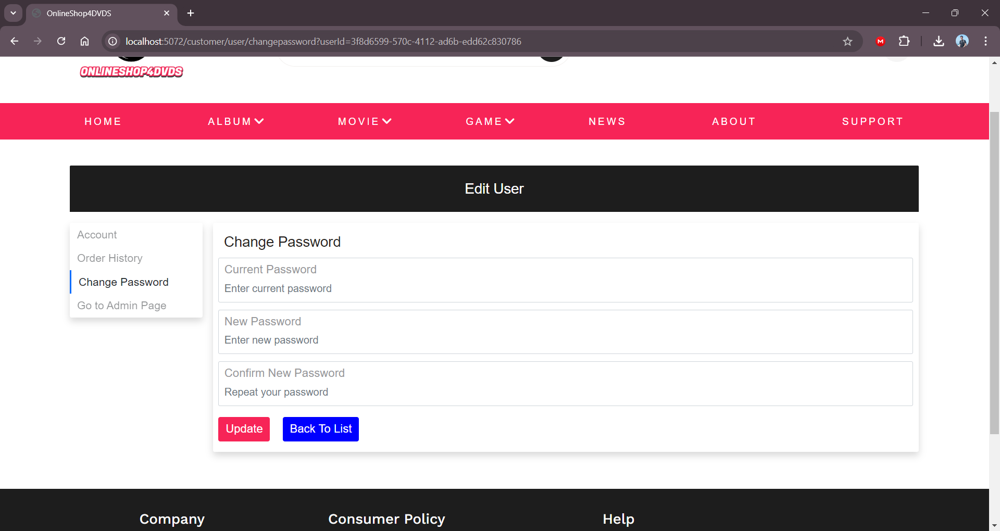 OnlineShop4DVDS
localhost:5072/customer/user/changepassword?userId=3f8d6599-570c-4112-ad6b-edd62c830786
ONLINESHOP4DVDS
HOME ALBUM MOVIE GAME NEWS ABOUT SUPPORT
Edit User
Account
Order History
Change Password
Go to Admin Page
Change Password
Current Password
Enter current password
New Password
Enter new password
Confirm New Password
Repeat your password
Update Back To List
Company Consumer Policy Help